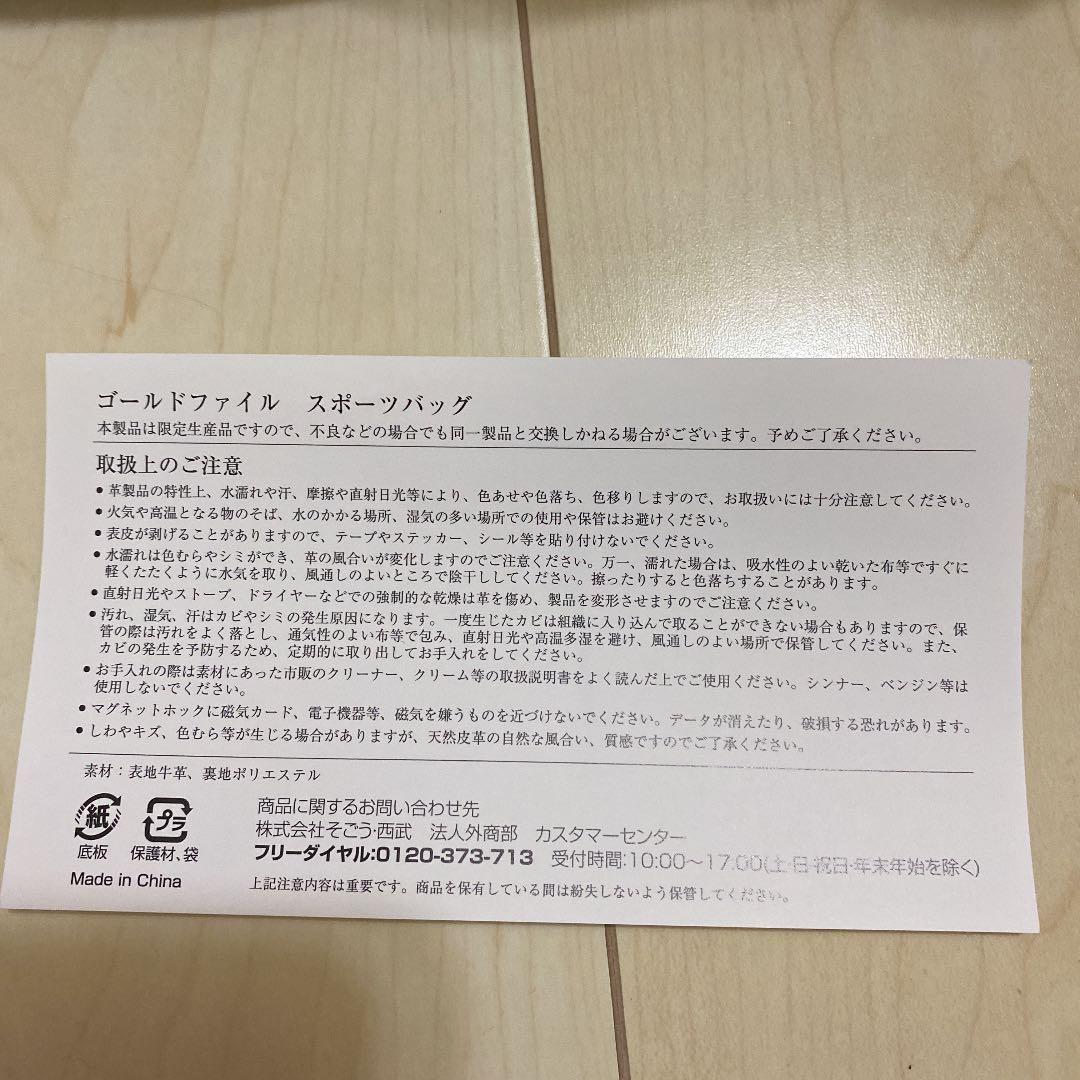 ゴールドファイル　スポーツバッグ
本製品は限定生産品ですので、不良などの場合でも同一製品と交換しかねる場合がございます。予めご了承ください。
取扱上のご注意
● 革製品の特性上、水濡れや汗、摩擦や直射日光等により、色あせや色落ち、色移りしますので、お取扱いには十分注意してください。
● 火気や高温となる物のそば、水のかかる場所、湿気の多い場所での使用や保管はお避けください。
● 表皮が剥げることがありますので、テープやステッカー、シール等を貼り付けないでください。
● 水濡れは色むらやシミができ、革の風合いが変化しますのでご注意ください。万一、濡れた場合は、吸水性のよい乾いた布等ですぐに
軽くたたくように水気を取り、風通しのよいところで陰干ししてください。擦ったりすると色落ちすることがあります。
● 直射日光やストーブ、ドライヤーなどでの強制的な乾燥は革を傷め、製品を変形させますのでご注意ください。
● 汚れ、湿気、汗はカビやシミの発生原因になります。一度生じたカビは組織に入り込んで取ることができない場合もありますので、保
管の際は汚れをよく落とし、通気性のよい布等で包み、直射日光や高温多湿を避け、風通しのよい場所で保管してください。また、
カビの発生を予防するため、定期的に取り出してお手入れをしてください。
● お手入れの際は素材にあった市販のクリーナー、クリーム等の取扱説明書をよく読んだ上でご使用ください。シンナー、ベンジン等は
使用しないでください。
● マグネットホックに磁気カード、電子機器等、磁気を嫌うものを近づけないでください。データが消えたり、破損する恐れがあります。
● しわやキズ、色むら等が生じる場合がありますが、天然皮革の自然な風合い、質感ですのでご了承ください。
素材：表地牛革、裏地ポリエステル
紙 プラ
底板 保護材、袋
Made in China
商品に関するお問い合わせ先
株式会社そごう・西武　法人外商部　カスタマーセンター
フリーダイヤル:0120-373-713　受付時間:10:00〜17:00(土・日・祝日・年末年始を除く)
上記注意内容は重要です。商品を保有している間は紛失しないよう保管してください。